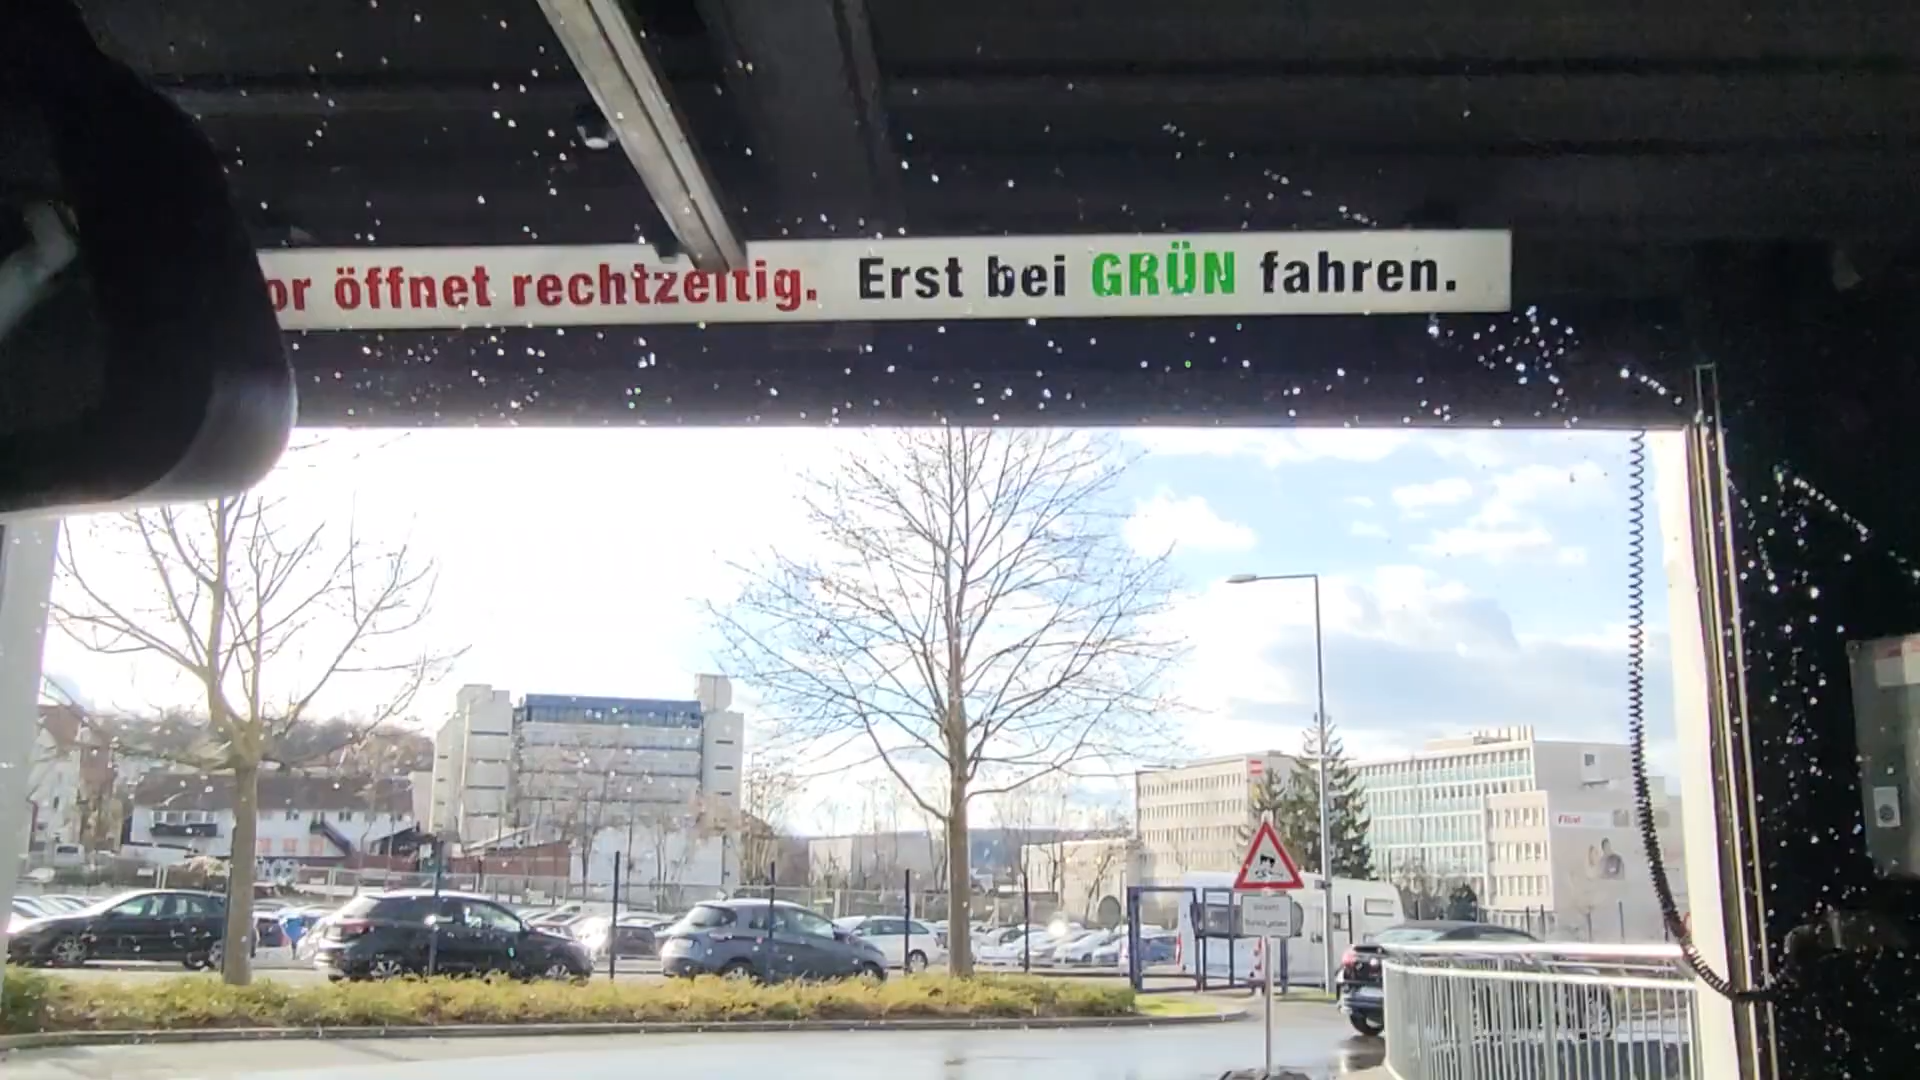 or öffnet rechtzeitig. Erst bei GRÜN fahren.